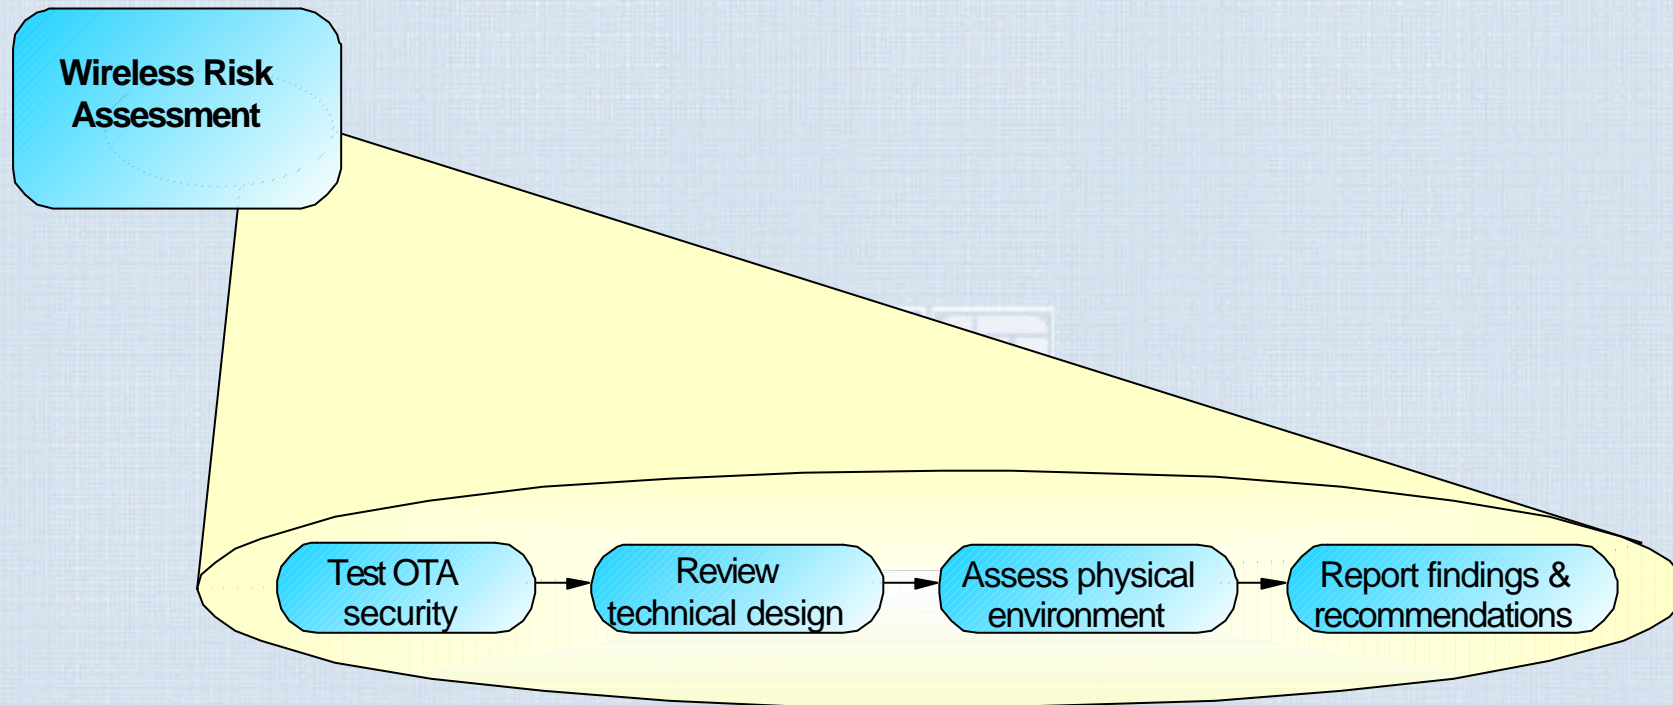 Wireless Risk
Assessment
Test OTA
security
Review
technical design
Assess physical
environment
Report findings &
recommendations